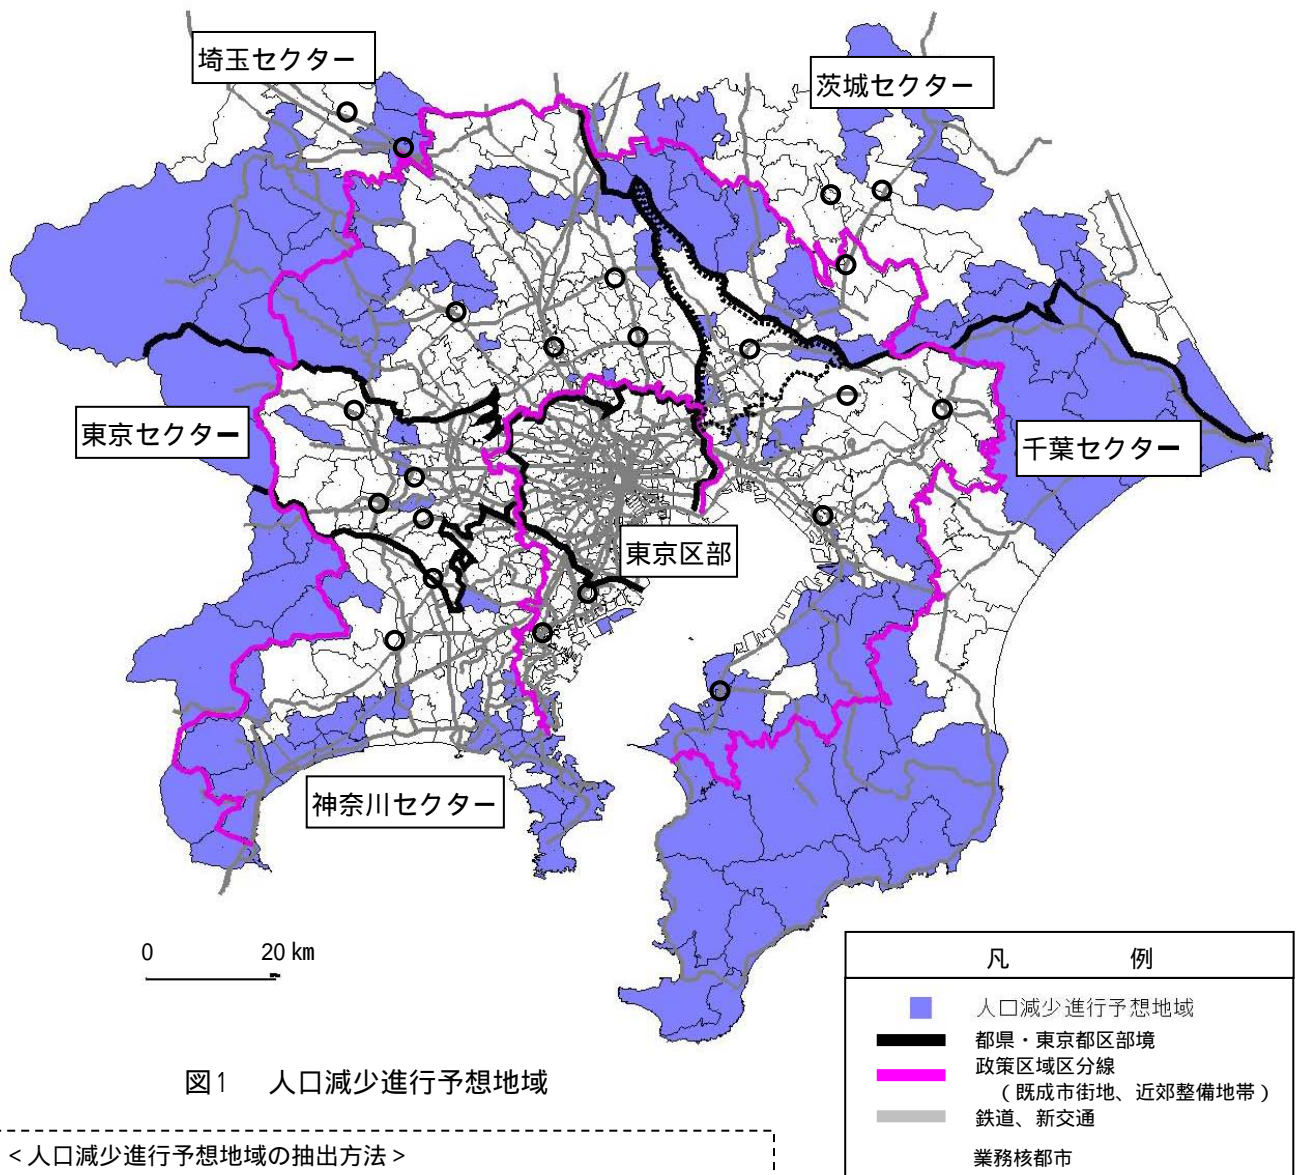 埼玉セクター
茨城セクター
東京セクター
千葉セクター
東京区部
神奈川セクター
0 20 km
凡 例
人口減少進行予想地域
都県・東京都区部境
政策区域区分線
(既成市街地、近郊整備地帯)
鉄道、新交通
業務核都市
図1 人口減少進行予想地域
<人口減少進行予想地域の抽出方法>